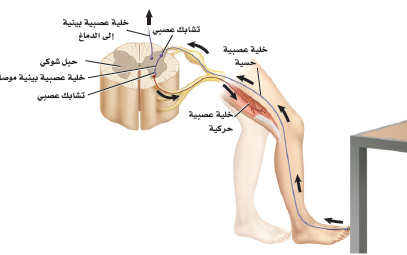 خلية عصبية بينية
إلى الدماغ
تشابك عصبي
خلية عصبية
حسية
حبل شوكي
خلية عصبية بينية موصلة
تشابك عصبي
خلية عصبية
حركية